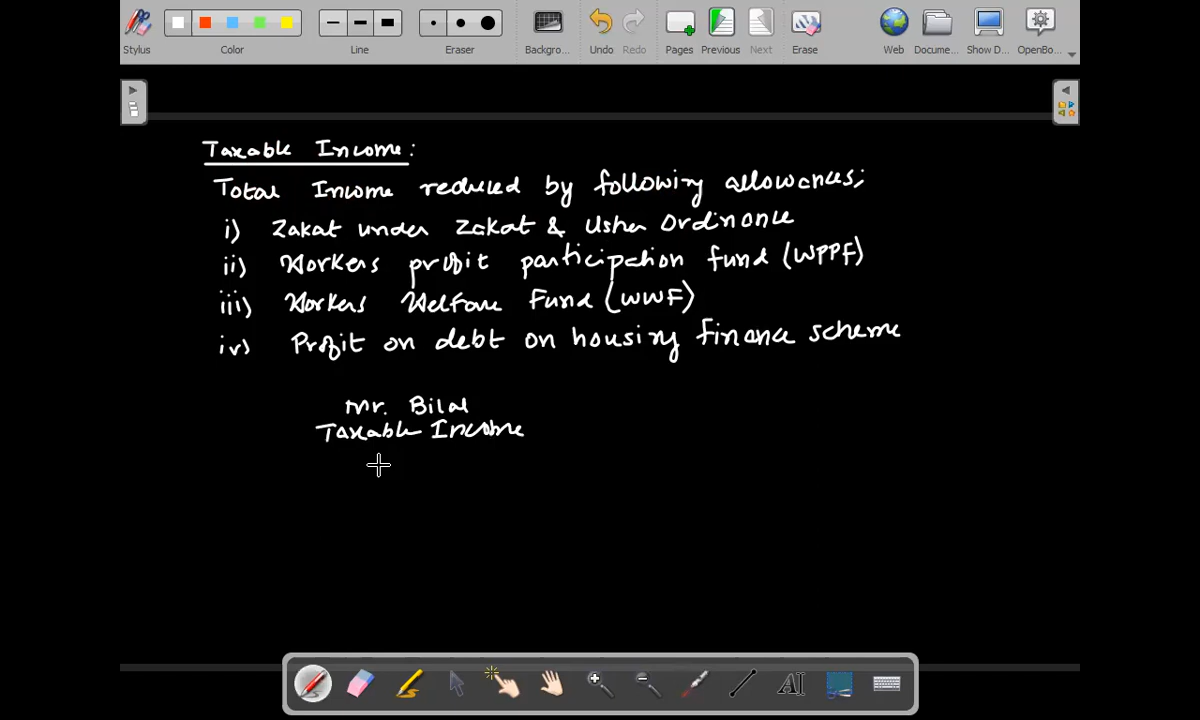 Stylus Color Line Eraser Backgro... Undo Redo Pages Previous Next Erase Web Docume... Show D... OpenBo...
Taxable Income:
Total Income reduced by following allowances;
i) Zakat under Zakat & Usher Ordinance
ii) Workers profit participation fund (WPPF)
iii) Workers Welfare Fund (WWF)
iv) Profit on debt on housing finance scheme
Mr. Bilal
Taxable Income